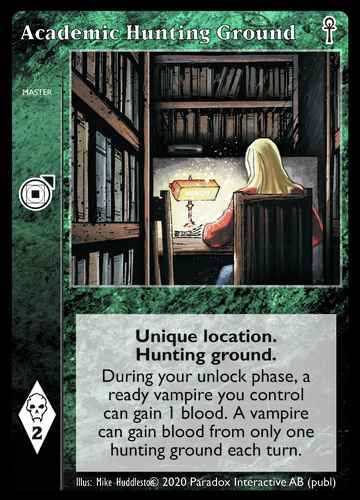 Academic Hunting Ground
MASTER
Unique location.
Hunting ground.
During your unlock phase, a
ready vampire you control
can gain 1 blood. A vampire
can gain blood from only one
hunting ground each turn.
2
Illus: Mike Huddleston © 2020 Paradox Interactive AB (publ)